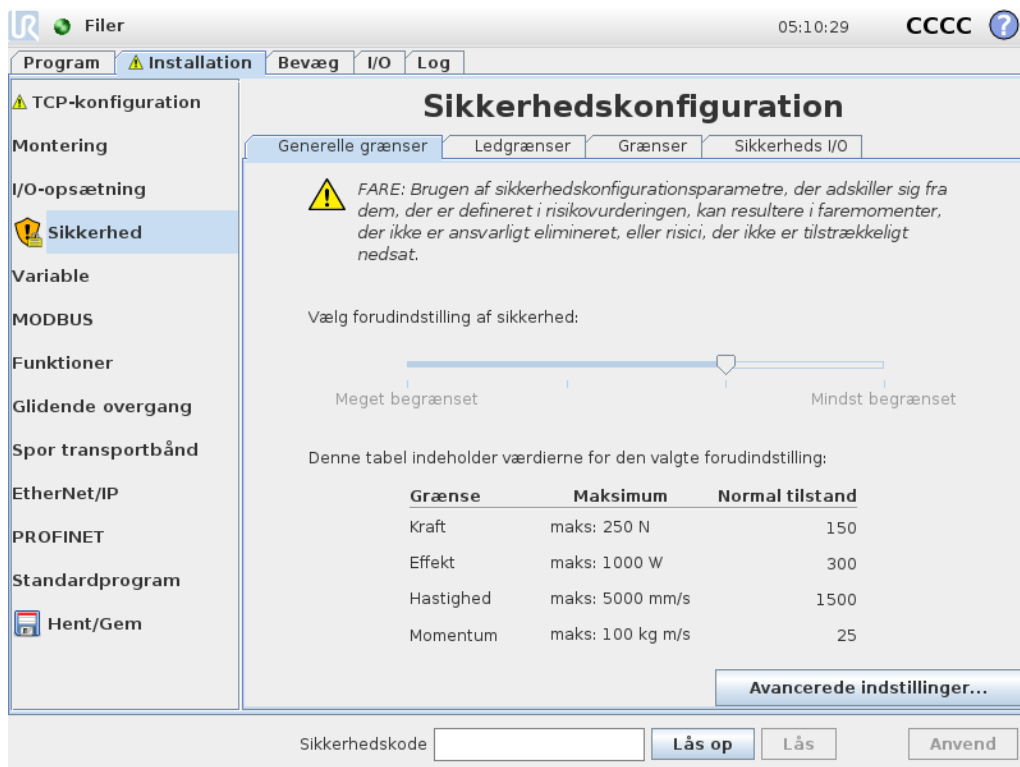 UR Filer 05:10:29 CCCC ?
Program Installation Bevæg I/O Log
TCP-konfiguration
Montering
I/O-opsætning
Sikkerhed
Variable
MODBUS
Funktioner
Glidende overgang
Spor transportbånd
EtherNet/IP
PROFINET
Standardprogram
Hent/Gem
Sikkerhedskonfiguration
Generelle grænser Ledgrænser Grænser Sikkerheds I/O
FARE: Brugen af sikkerhedskonfigurationsparametre, der adskiller sig fra
dem, der er defineret i risikovurderingen, kan resultere i faremomenter,
der ikke er ansvarligt elimineret, eller risici, der ikke er tilstrækkeligt
nedsat.
Vælg forudindstilling af sikkerhed:
Meget begrænset Mindst begrænset
Denne tabel indeholder værdierne for den valgte forudindstilling:
Grænse Maksimum Normal tilstand
Kraft maks: 250 N 150
Effekt maks: 1000 W 300
Hastighed maks: 5000 mm/s 1500
Momentum maks: 100 kg m/s 25
Avancerede indstillinger...
Sikkerhedskode Lås op Lås Anvend